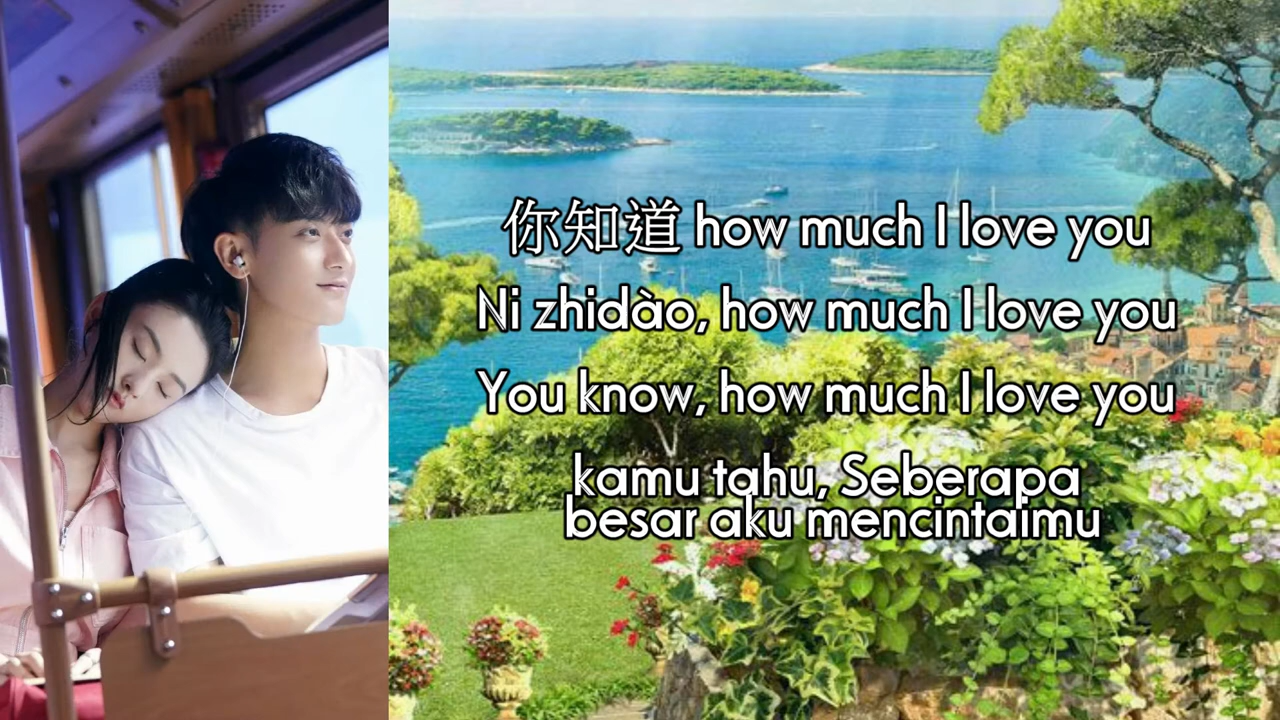 你知道 how much I love you
Ni zhidào, how much I love you
You know, how much I love you
kamu tahu, Seberapa
besar aku mencintaimu